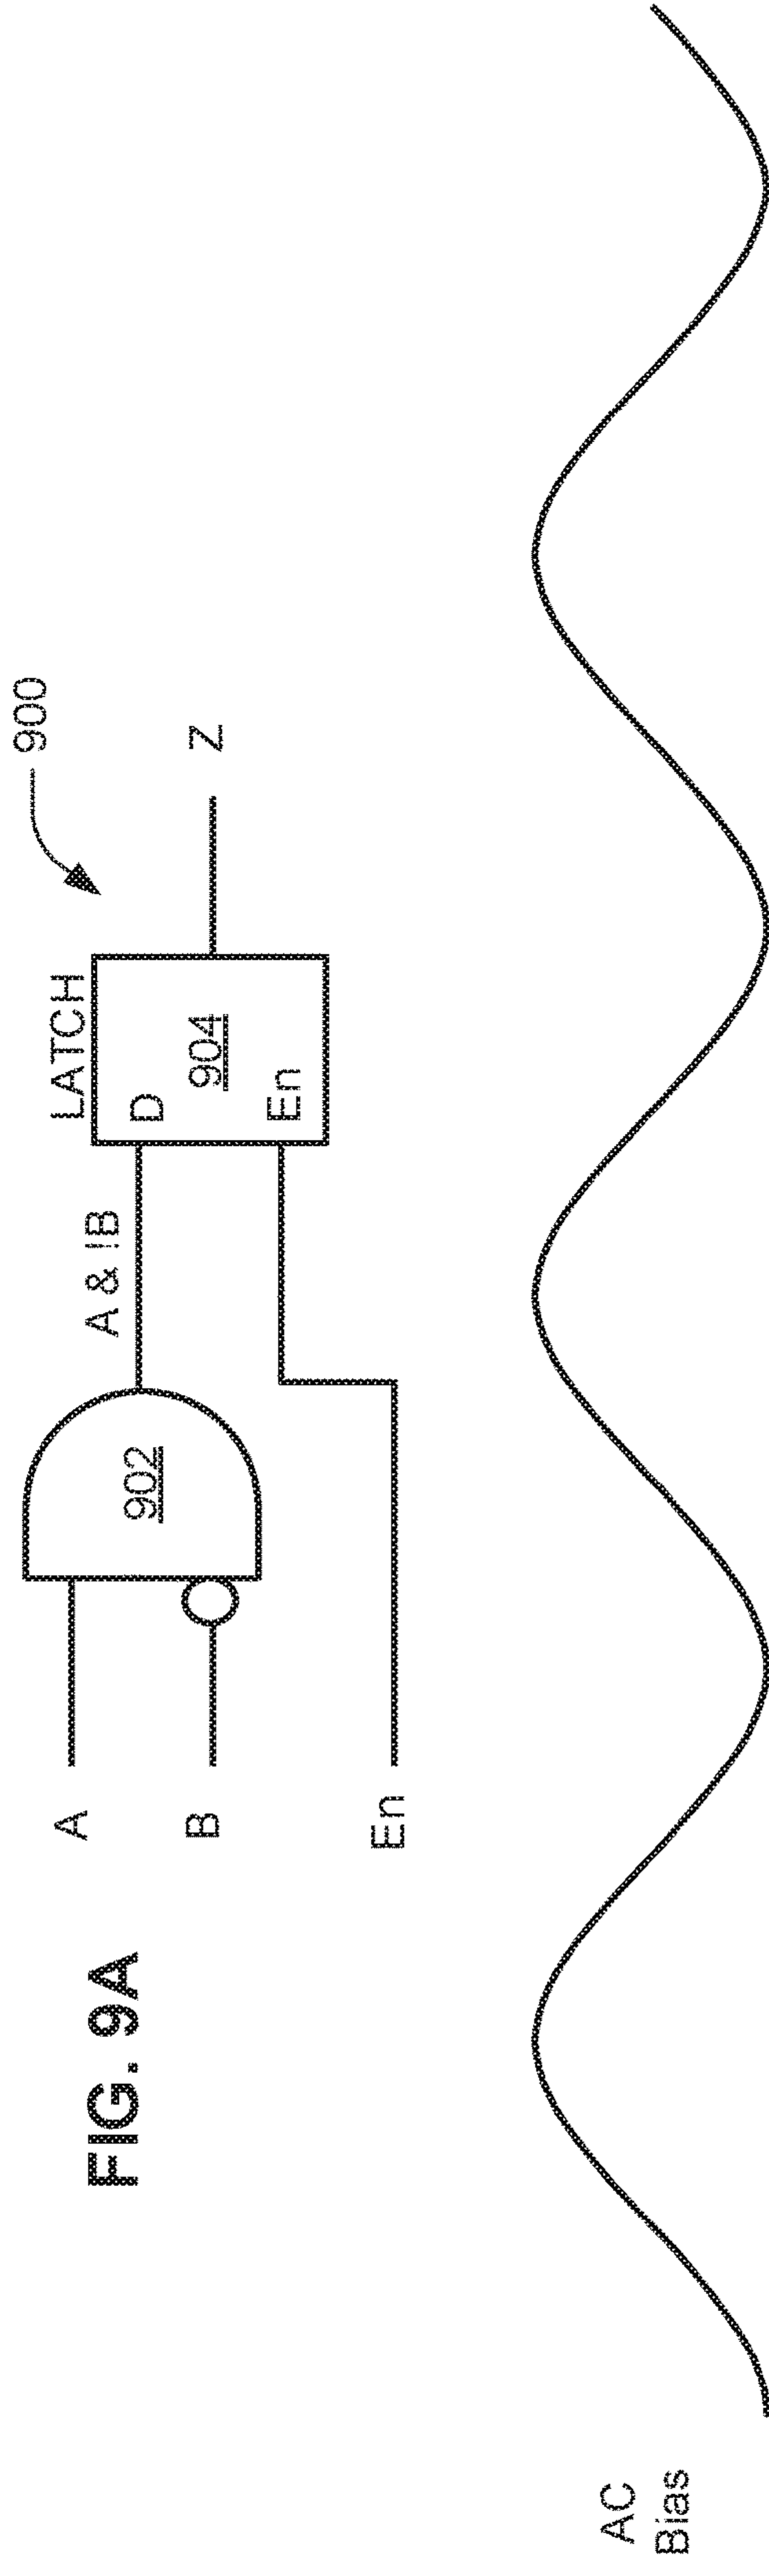 FIG. 9A
900
A
B
En
902
A & !B
LATCH
D
904
En
Z
AC
Bias